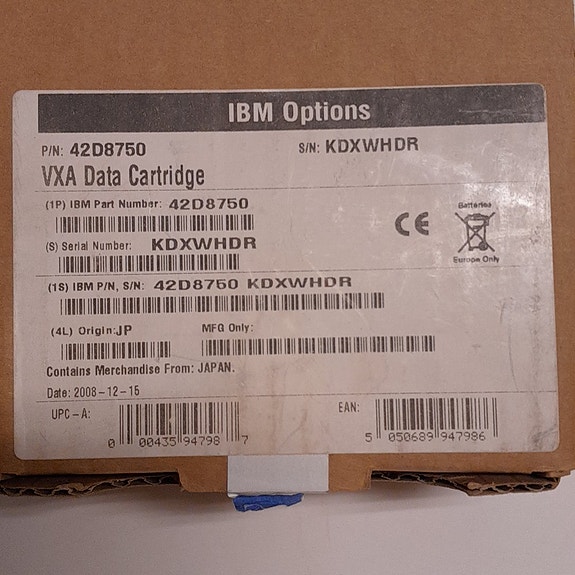 IBM Options
P/N: 42D8750 S/N: KDXWHDR
VXA Data Cartridge
(1P) IBM Part Number: 42D8750
(S) Serial Number: KDXWHDR
CE
Batteries
Europe Only
(1S) IBM P/N, S/N: 42D8750 KDXWHDR
(4L) Origin:JP MFG Only:
Contains Merchandise From: JAPAN.
Date: 2008-12-15
UPC-A: EAN:
0 00435 94798 7 5 050689 947986